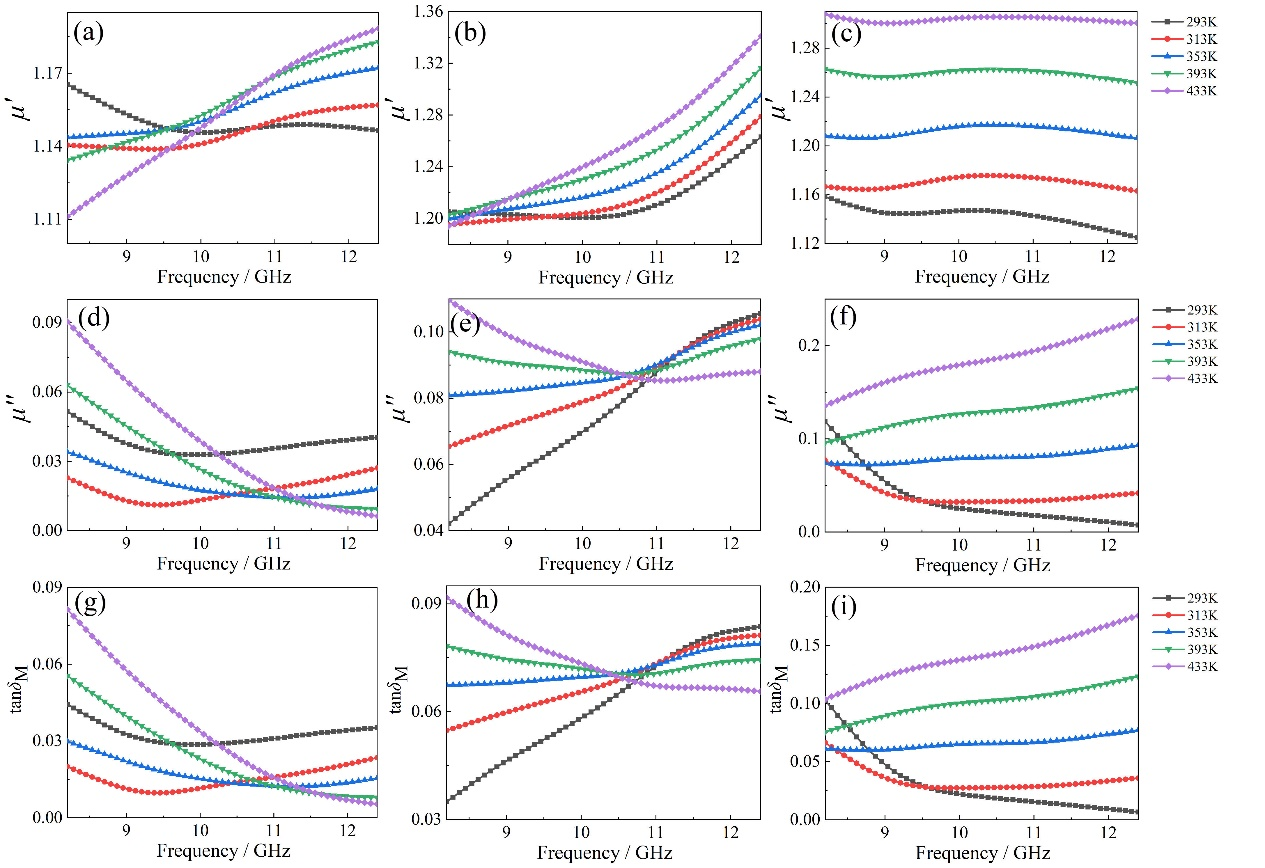 (a)
μ′
1.17
1.14
1.11
9 10 11 12
Frequency / GHz
(b)
μ′
1.36
1.32
1.28
1.24
1.20
9 10 11 12
Frequency / GHz
(c)
μ′
1.28
1.24
1.20
1.16
1.12
9 10 11 12
Frequency / GHz
293K
313K
353K
393K
433K
(d)
μ″
0.09
0.06
0.03
0.00
9 10 11 12
Frequency / GHz
(e)
μ″
0.10
0.08
0.06
0.04
9 10 11 12
Frequency / GHz
(f)
μ″
0.2
0.1
0.0
9 10 11 12
Frequency / GHz
293K
313K
353K
393K
433K
(g)
tanδM
0.09
0.06
0.03
0.00
9 10 11 12
Frequency / GHz
(h)
tanδM
0.09
0.06
0.03
9 10 11 12
Frequency / GHz
(i)
tanδM
0.20
0.15
0.10
0.05
0.00
9 10 11 12
Frequency / GHz
293K
313K
353K
393K
433K